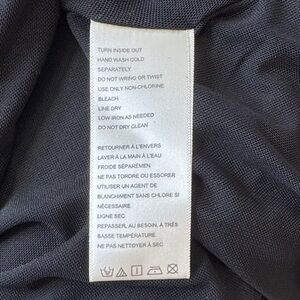 TURN INSIDE OUT
HAND WASH COLD
SEPARATELY
DO NOT WRING OR TWIST
USE ONLY NON-CHLORINE
BLEACH
LINE DRY
LOW IRON AS NEEDED
DO NOT DRY CLEAN
RETOURNER À L'ENVERS
LAVER À LA MAIN À L'EAU
FROIDE SÉPARÉMEN
NE PAS TORDRE OU ESSORER
UTILISER UN AGENT DE
BLANCHIMENT SANS CHLORE SI
NÉCESSAIRE
LIGNE SEC
REPASSER, AU BESOIN, À TRÈS
BASSE TEMPÉRATURE
NE PAS NETTOYER À SEC